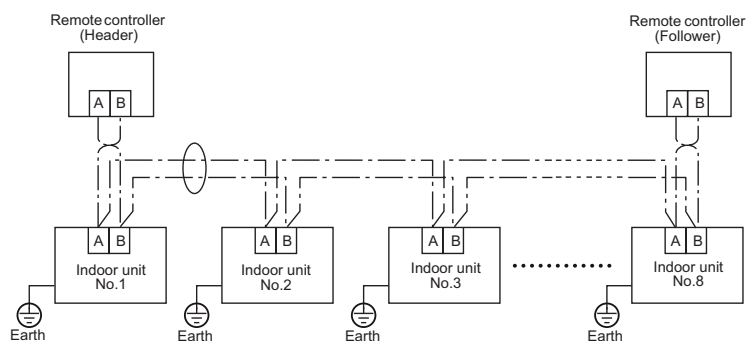 Remote controller
(Header)
Remote controller
(Follower)
A B
A B
A B
A B
A B
A B
Indoor unit
No.1
Indoor unit
No.2
Indoor unit
No.3
Indoor unit
No.8
Earth
Earth
Earth
Earth